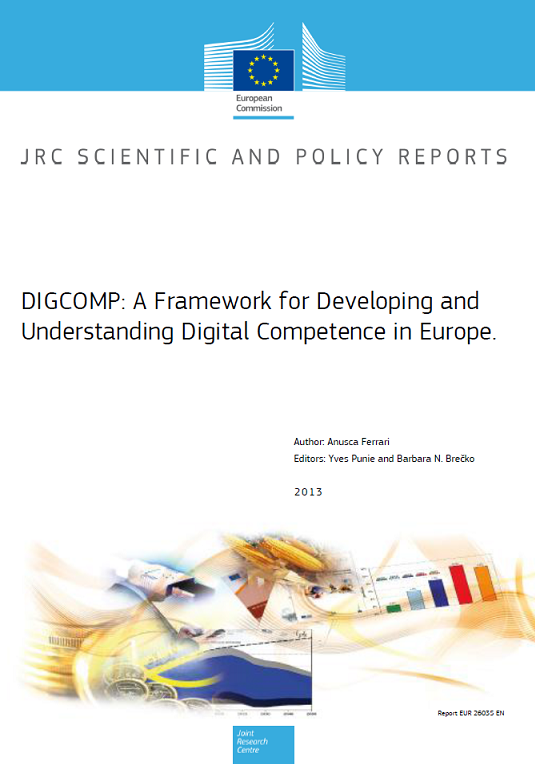 European
Commission
JRC SCIENTIFIC AND POLICY REPORTS
DIGCOMP: A Framework for Developing and
Understanding Digital Competence in Europe.
Author: Anusca Ferrari
Editors: Yves Punie and Barbara N. Brečko
2013
Report EUR 26035 EN
Joint
Research
Centre